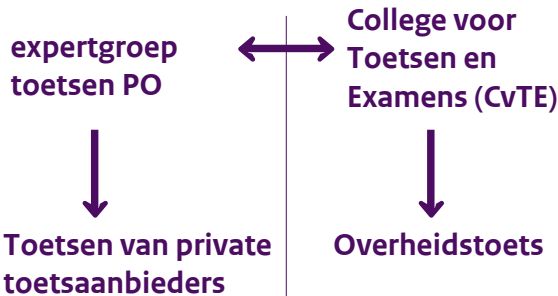 expertgroep
toetsen PO
College voor
Toetsen en
Examens (CvTE)
Toetsen van private
toetsaanbieders
Overheidstoets